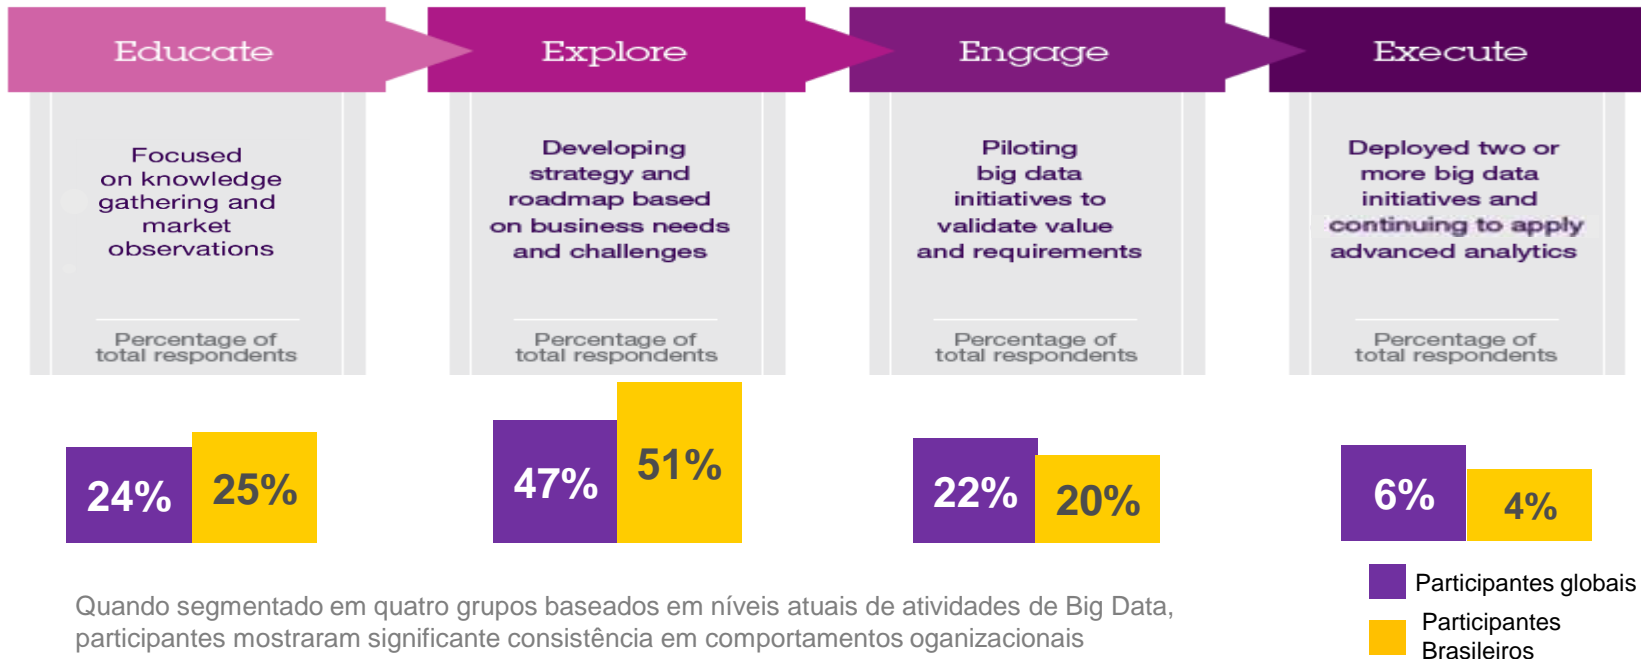 Educate
Explore
Engage
Execute
Focused
on knowledge
gathering and
market
observations
Percentage of
total respondents
Developing
strategy and
roadmap based
on business needs
and challenges
Percentage of
total respondents
Piloting
big data
initiatives to
validate value
and requirements
Percentage of
total respondents
Deployed two or
more big data
initiatives and
continuing to apply
advanced analytics
Percentage of
total respondents
24%
25%
47%
51%
22%
20%
6%
4%
Quando segmentado em quatro grupos baseados em níveis atuais de atividades de Big Data,
participantes mostraram significante consistência em comportamentos oganizacionais
Participantes globais
Participantes
Brasileiros